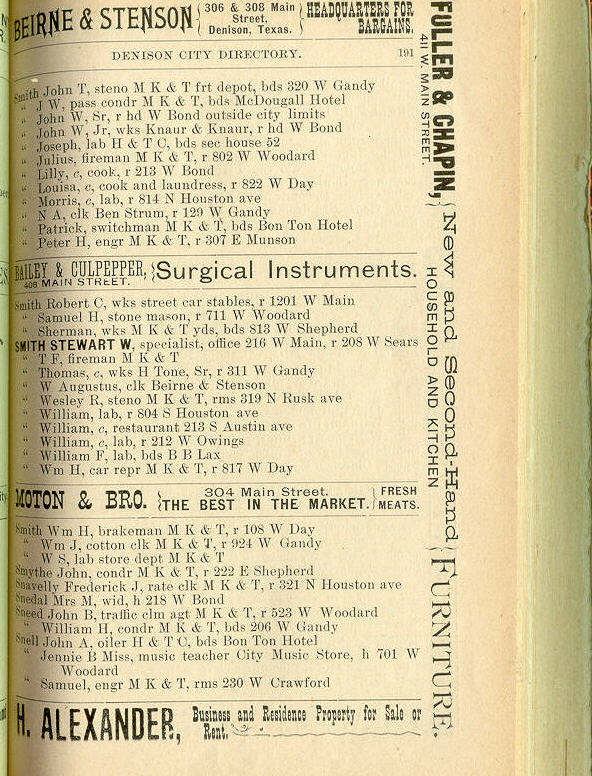 BEIRNE & STENSON { 306 & 308 Main Street, Denison, Texas. } HEADQUARTERS FOR BARGAINS.
DENISON CITY DIRECTORY. 191
Smith John T, steno M K & T frt depot, bds 320 W Gandy
“ J W, pass condr M K & T, bds McDougall Hotel
“ John W, Sr, r hd W Bond outside city limits
“ John W, Jr, wks Knaur & Knaur, r hd W Bond
“ Joseph, lab H & T C, bds sec house 52
“ Julius, fireman M K & T, r 802 W Woodard
“ Lilly, c, cook, r 213 W Bond
“ Louisa, c, cook and laundress, r 822 W Day
“ Morris, c, lab, r 814 N Houston ave
“ N A, clk Ben Strum, r 129 W Gandy
“ Patrick, switchman M K & T, bds Bon Ton Hotel
“ Peter H, engr M K & T, r 307 E Munson
BAILEY & CULPEPPER, 408 MAIN STREET. } Surgical Instruments.
Smith Robert C, wks street car stables, r 1201 W Main
“ Samuel H, stone mason, r 711 W Woodard
“ Sherman, wks M K & T yds, bds 813 W Shepherd
SMITH STEWART W, specialist, office 216 W Main, r 208 W Sears
“ T F, fireman M K & T
“ Thomas, c, wks H Tone, Sr, r 311 W Gandy
“ W Augustus, clk Beirne & Stenson
“ Wesley R, steno M K & T, rms 319 N Rusk ave
“ William, lab, r 804 S Houston ave
“ William, c, restaurant 213 S Austin ave
“ William, c, lab, r 212 W Owings
“ William F, lab, bds B B Lax
“ Wm H, car repr M K & T, r 817 W Day
MOTON & BRO. { 304 Main Street. THE BEST IN THE MARKET. } FRESH MEATS.
Smith Wm H, brakeman M K & T, r 108 W Day
“ Wm J, cotton clk M K & T, r 924 W Gandy
“ W S, lab store dept M K & T
Smythe John, condr M K & T, r 222 E Shepherd
Snavelly Frederick J, rate clk M K & T, r 321 N Houston ave
Snedal Mrs M, wid, h 218 W Bond
Sneed John B, traffic clm agt M K & T, r 523 W Woodard
“ William H, condr M K & T, bds 206 W Gandy
Snell John A, oiler H & T C, bds Bon Ton Hotel
“ Jennie B Miss, music teacher City Music Store, h 701 W
Woodard
“ Samuel, engr M K & T, rms 230 W Crawford
H. ALEXANDER, Business and Residence Property for Sale or Rent.
FULLER & CHAPIN, 411 W. MAIN STREET. { New and Second-Hand HOUSEHOLD AND KITCHEN { FURNITURE.